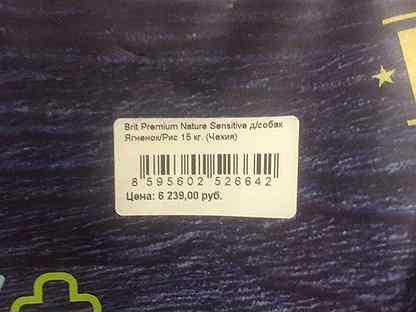 Brit Premium Nature Sensitive д/собак
Ягненок/Рис 15 кг. (Чехия)
8 595602 526642
Цена: 6 239,00 руб.